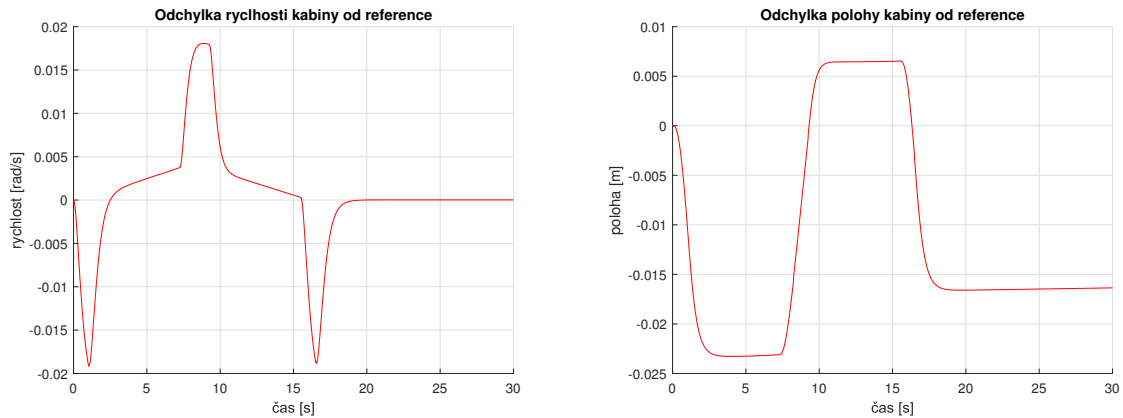 Odchylka ryclhosti kabiny od reference
0.02
0.015
0.01
0.005
0
-0.005
-0.01
-0.015
-0.02
rychlost [rad/s]
0 5 10 15 20 25 30
čas [s]
Odchylka polohy kabiny od reference
0.01
0.005
0
-0.005
-0.01
-0.015
-0.02
-0.025
poloha [m]
0 5 10 15 20 25 30
čas [s]